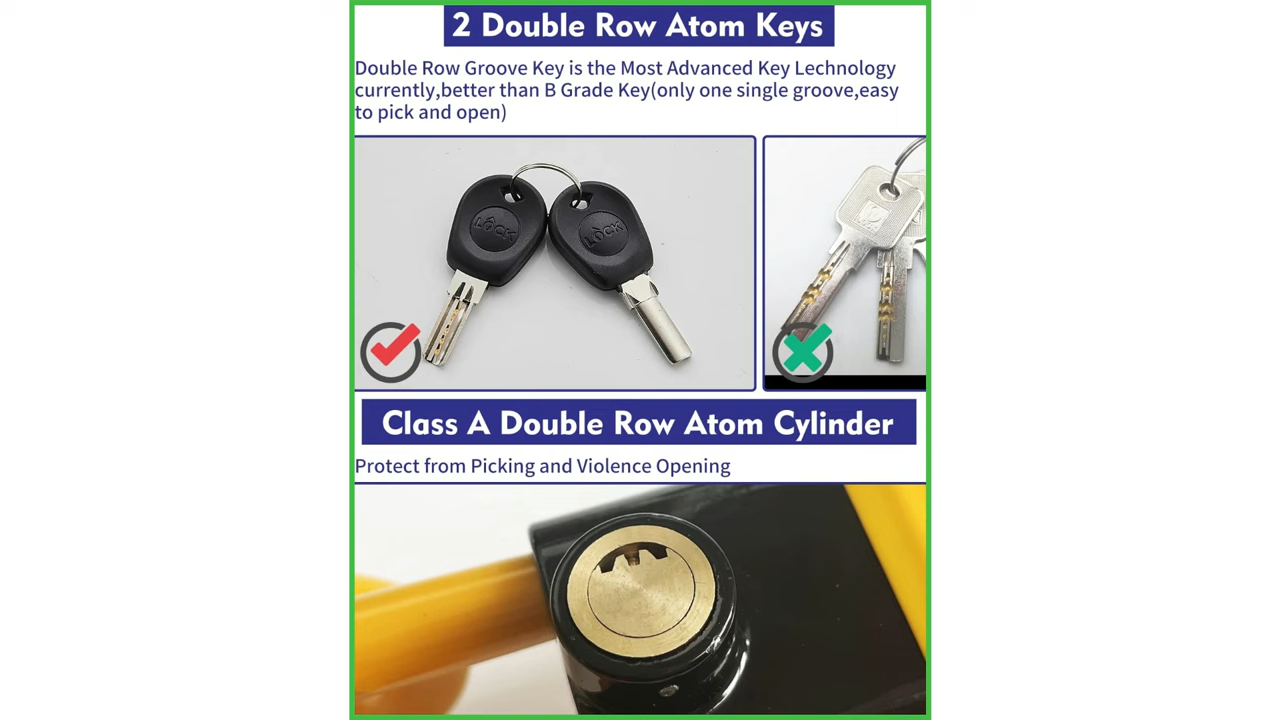 2 Double Row Atom Keys
Double Row Groove Key is the Most Advanced Key Lechnology
currently,better than B Grade Key(only one single groove,easy
to pick and open)
LOCK
LOCK
Class A Double Row Atom Cylinder
Protect from Picking and Violence Opening